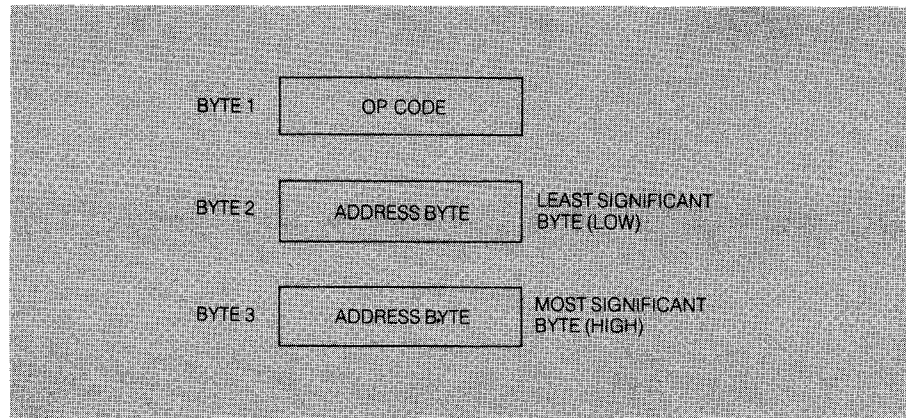 BYTE 1
OP CODE
BYTE 2
ADDRESS BYTE
LEAST SIGNIFICANT
BYTE (LOW)
BYTE 3
ADDRESS BYTE
MOST SIGNIFICANT
BYTE (HIGH)